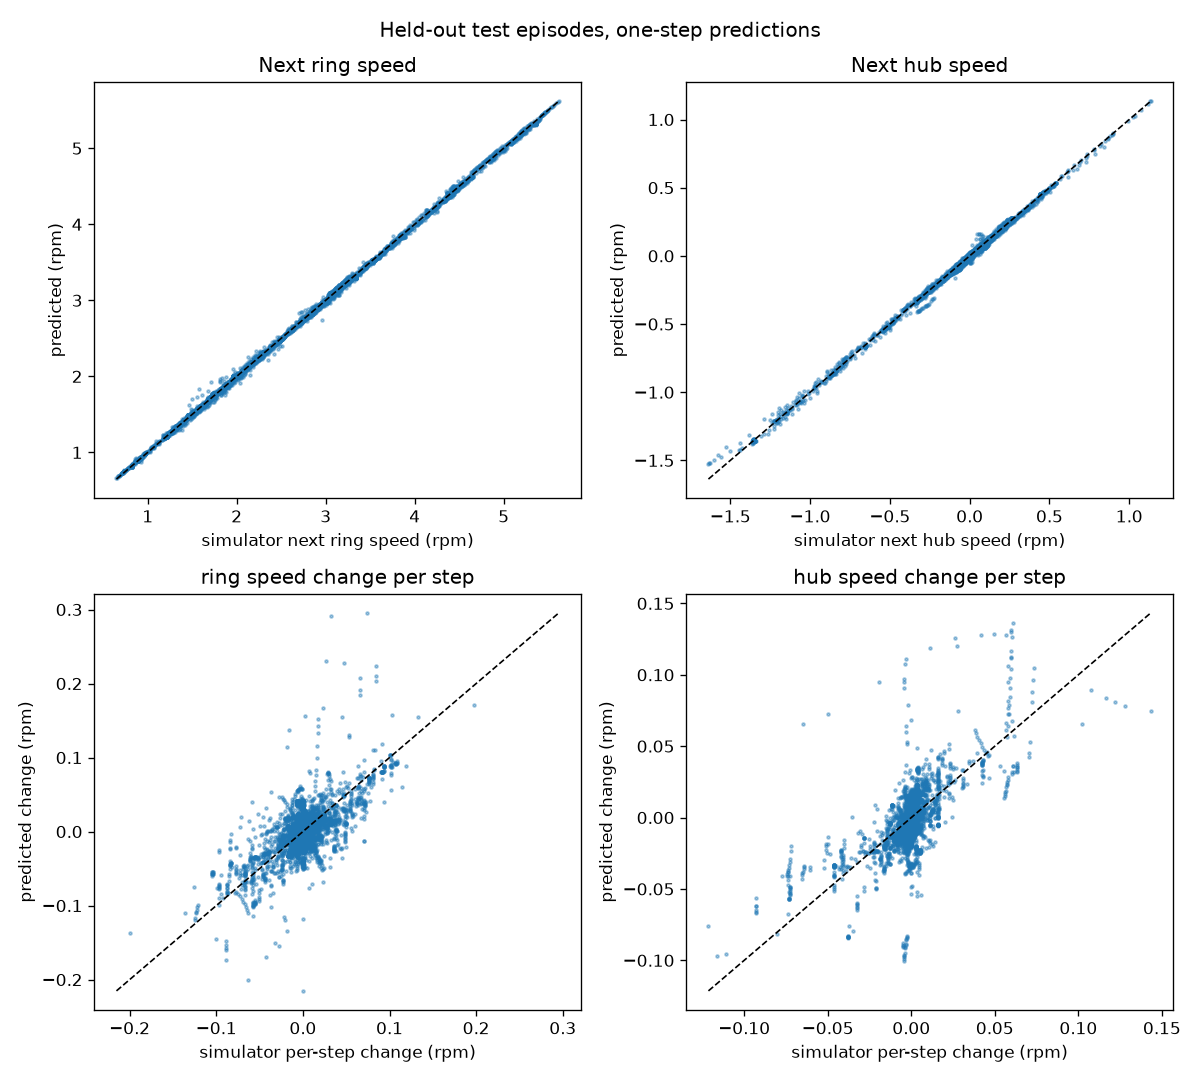 Held-out test episodes, one-step predictions
Next ring speed
predicted (rpm)
5
4
3
2
1
1 2 3 4 5
simulator next ring speed (rpm)
Next hub speed
predicted (rpm)
1.0
0.5
0.0
−0.5
−1.0
−1.5
−1.5 −1.0 −0.5 0.0 0.5 1.0
simulator next hub speed (rpm)
ring speed change per step
predicted change (rpm)
0.3
0.2
0.1
0.0
−0.1
−0.2
−0.2 −0.1 0.0 0.1 0.2 0.3
simulator per-step change (rpm)
hub speed change per step
predicted change (rpm)
0.15
0.10
0.05
0.00
−0.05
−0.10
−0.10 −0.05 0.00 0.05 0.10 0.15
simulator per-step change (rpm)